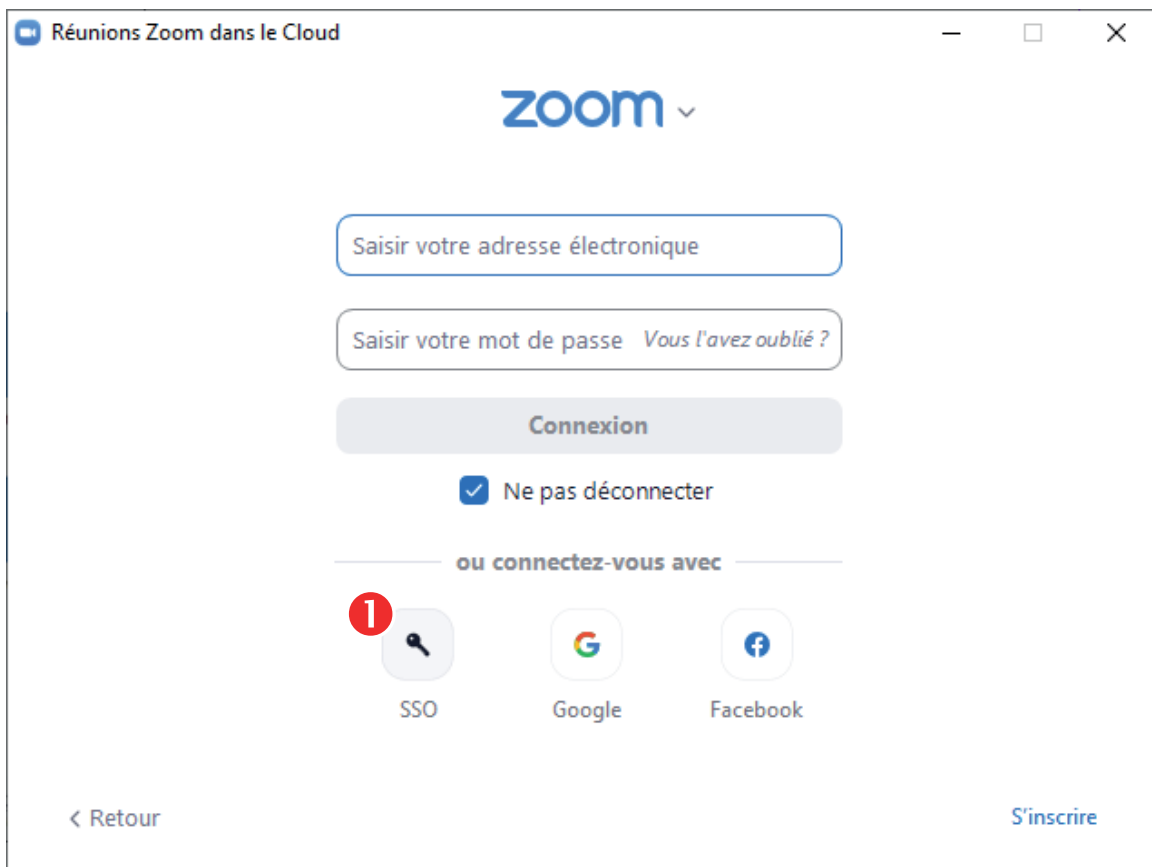 Réunions Zoom dans le Cloud
zoom
Saisir votre adresse électronique
Saisir votre mot de passe Vous l'avez oublié ?
Connexion
Ne pas déconnecter
ou connectez-vous avec
1
SSO Google Facebook
Retour S'inscrire